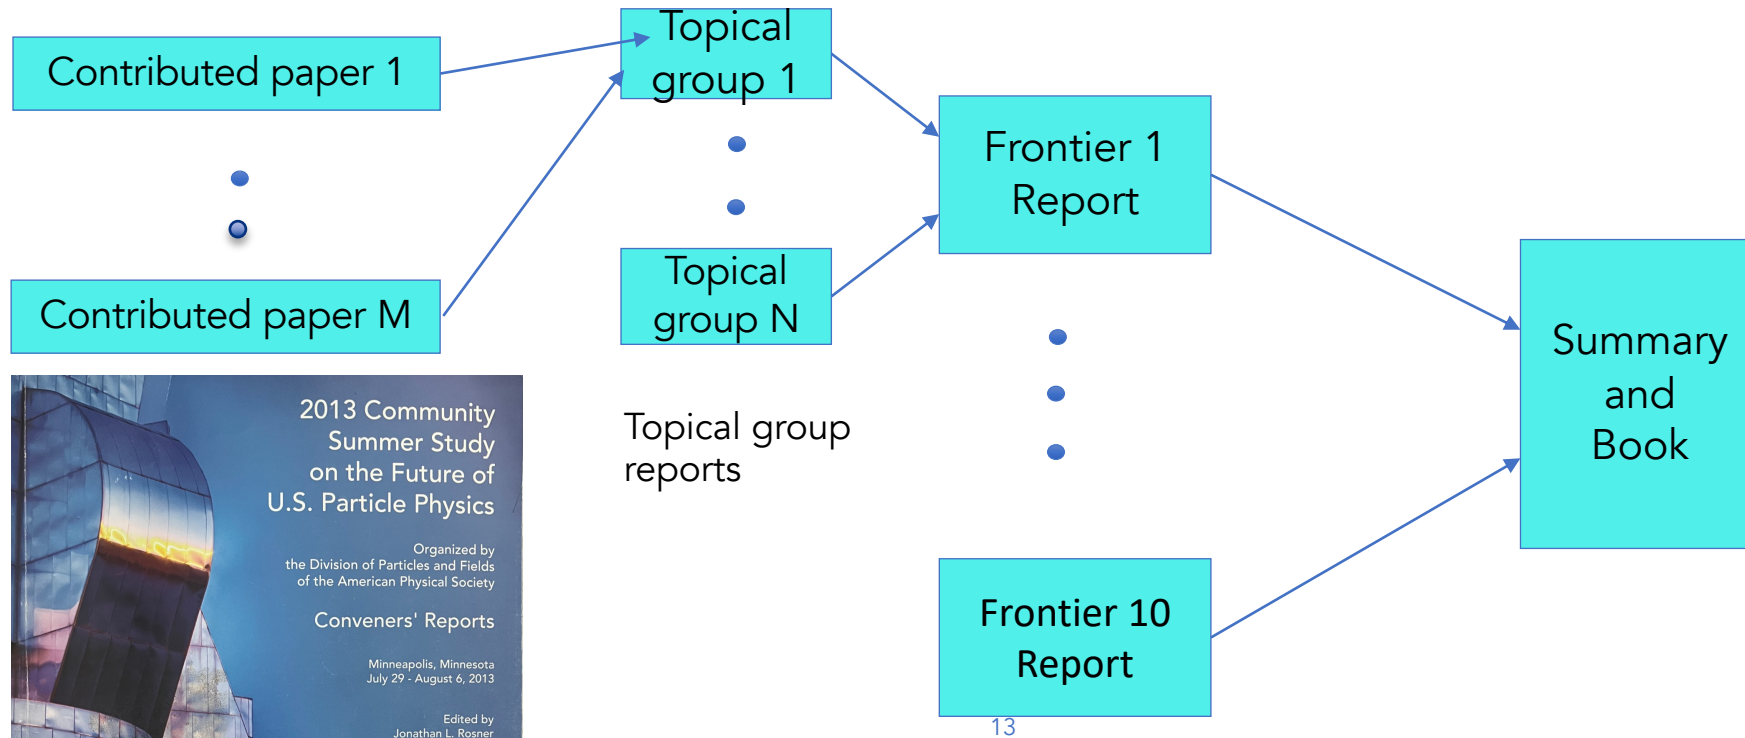 Contributed paper 1
Contributed paper M
Topical
group 1
Topical
group N
Topical group
reports
Frontier 1
Report
Frontier 10
Report
Summary
and
Book
2013 Community
Summer Study
on the Future of
U.S. Particle Physics
Organized by
the Division of Particles and Fields
of the American Physical Society
Conveners' Reports
Minneapolis, Minnesota
July 29 - August 6, 2013
Edited by
Jonathan L. Rosner
13